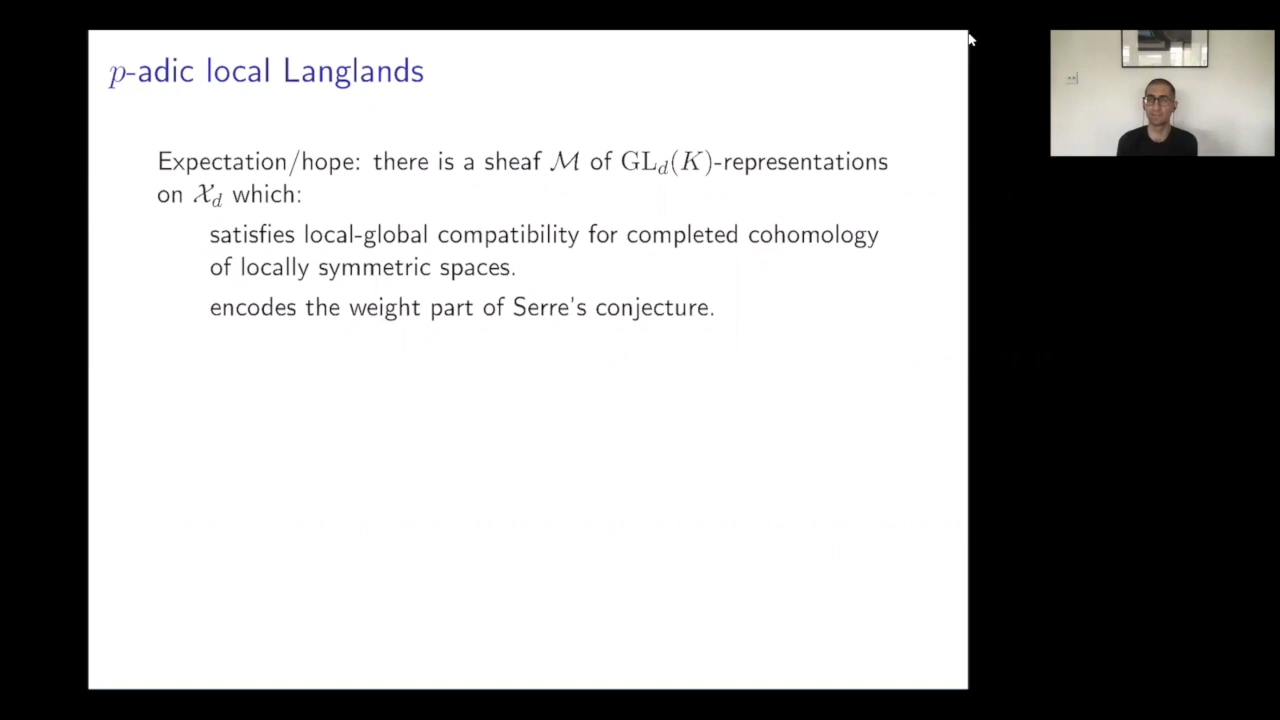 p-adic local Langlands
Expectation/hope: there is a sheaf ℳ of GL_d(K)-representations
on 𝒳_d which:
satisfies local-global compatibility for completed cohomology
of locally symmetric spaces.
encodes the weight part of Serre's conjecture.